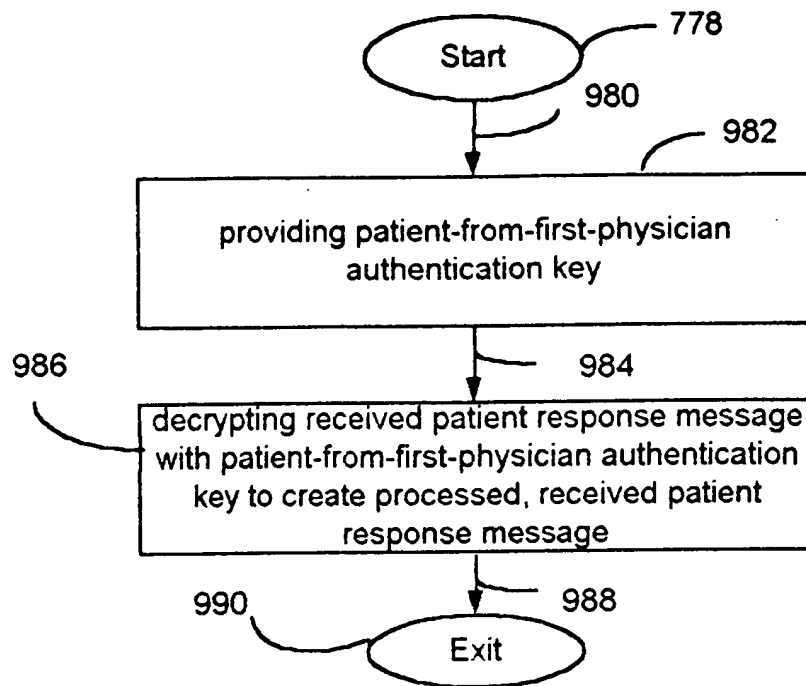 Start
778
980
982
providing patient-from-first-physician
authentication key
984
986
decrypting received patient response message
with patient-from-first-physician authentication
key to create processed, received patient
response message
988
990
Exit